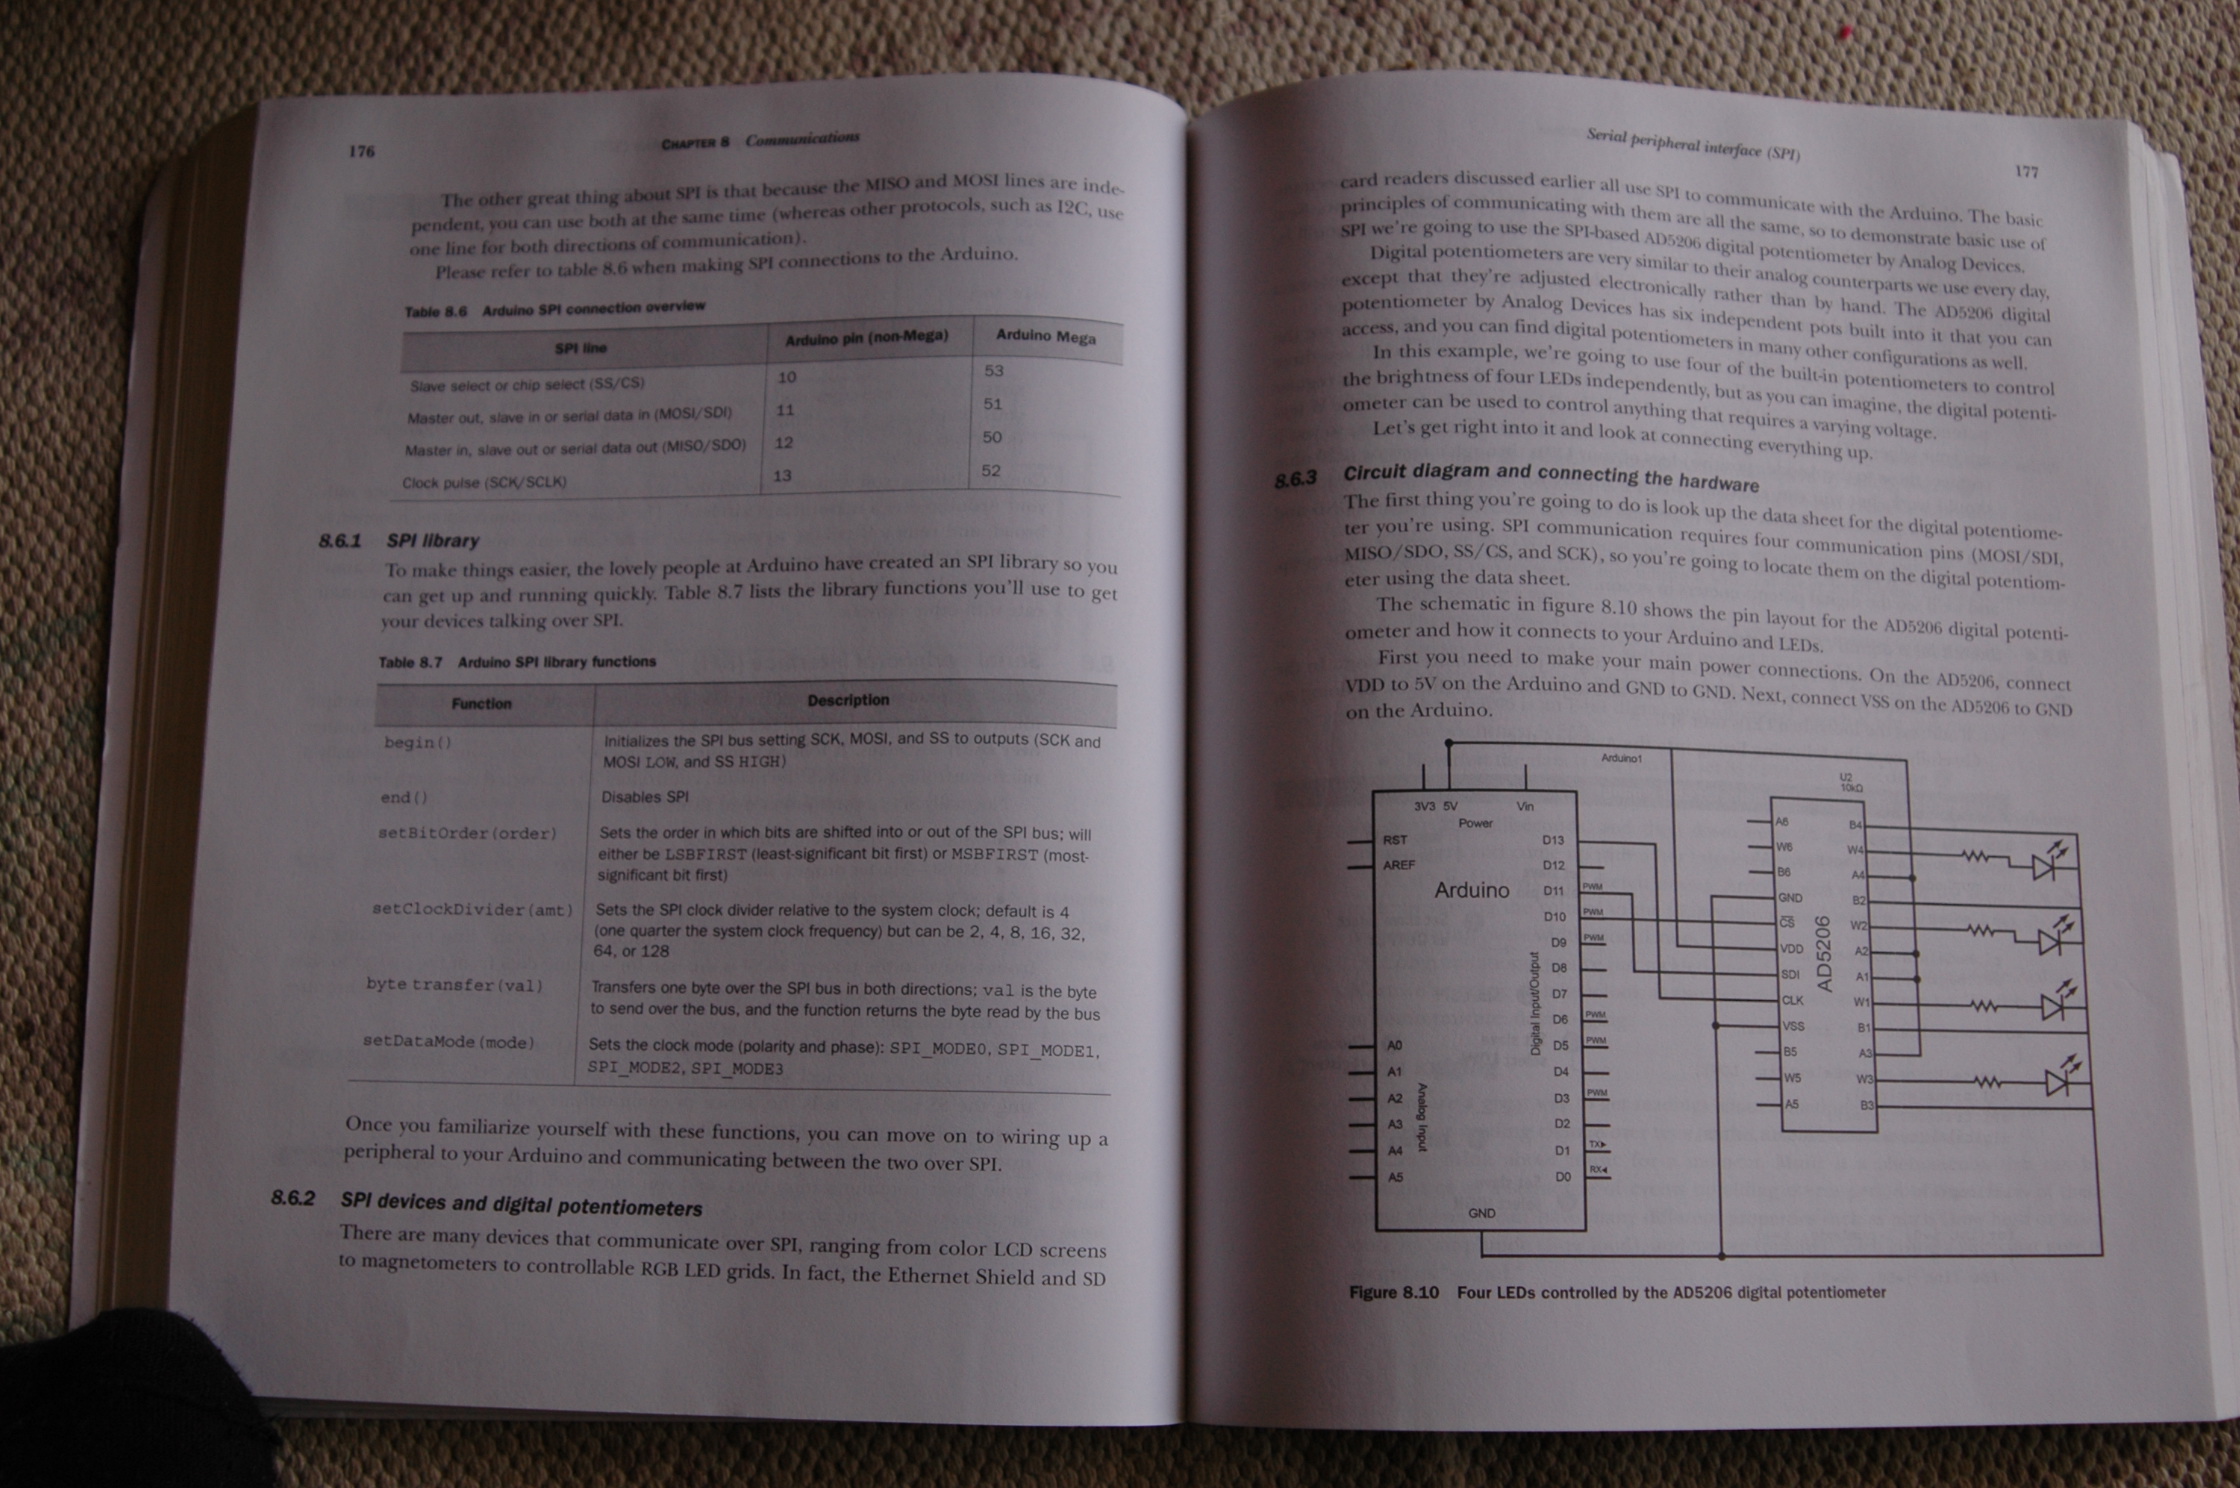 176
CHAPTER 8 Communications
The other great thing about SPI is that because the MISO and MOSI lines are inde-
pendent, you can use both at the same time (whereas other protocols, such as I2C, use
one line for both directions of communication).
Please refer to table 8.6 when making SPI connections to the Arduino.
Table 8.6 Arduino SPI connection overview
SPI line Arduino pin (non-Mega) Arduino Mega
Slave select or chip select (SS/CS) 10 53
Master out, slave in or serial data in (MOSI/SDI) 11 51
Master in, slave out or serial data out (MISO/SDO) 12 50
Clock pulse (SCK/SCLK) 13 52
8.6.1 SPI library
To make things easier, the lovely people at Arduino have created an SPI library so you
can get up and running quickly. Table 8.7 lists the library functions you'll use to get
your devices talking over SPI.
Table 8.7 Arduino SPI library functions
Function Description
begin() Initializes the SPI bus setting SCK, MOSI, and SS to outputs (SCK and
MOSI LOW, and SS HIGH)
end() Disables SPI
setBitOrder(order) Sets the order in which bits are shifted into or out of the SPI bus; will
either be LSBFIRST (least-significant bit first) or MSBFIRST (most-
significant bit first)
setClockDivider(amt) Sets the SPI clock divider relative to the system clock; default is 4
(one quarter the system clock frequency) but can be 2, 4, 8, 16, 32,
64, or 128
byte transfer(val) Transfers one byte over the SPI bus in both directions; val is the byte
to send over the bus, and the function returns the byte read by the bus
setDataMode(mode) Sets the clock mode (polarity and phase): SPI_MODE0, SPI_MODE1,
SPI_MODE2, SPI_MODE3
Once you familiarize yourself with these functions, you can move on to wiring up a
peripheral to your Arduino and communicating between the two over SPI.
8.6.2 SPI devices and digital potentiometers
There are many devices that communicate over SPI, ranging from color LCD screens
to magnetometers to controllable RGB LED grids. In fact, the Ethernet Shield and SD
Serial peripheral interface (SPI)
177
card readers discussed earlier all use SPI to communicate with the Arduino. The basic
principles of communicating with them are all the same, so to demonstrate basic use of
SPI we're going to use the SPI-based AD5206 digital potentiometer by Analog Devices.
Digital potentiometers are very similar to their analog counterparts we use every day,
except that they're adjusted electronically rather than by hand. The AD5206 digital
potentiometer by Analog Devices has six independent pots built into it that you can
access, and you can find digital potentiometers in many other configurations as well.
In this example, we're going to use four of the built-in potentiometers to control
the brightness of four LEDs independently, but as you can imagine, the digital potenti-
ometer can be used to control anything that requires a varying voltage.
Let's get right into it and look at connecting everything up.
8.6.3 Circuit diagram and connecting the hardware
The first thing you're going to do is look up the data sheet for the digital potentiome-
ter you're using. SPI communication requires four communication pins (MOSI/SDI,
MISO/SDO, SS/CS, and SCK), so you're going to locate them on the digital potentiom-
eter using the data sheet.
The schematic in figure 8.10 shows the pin layout for the AD5206 digital potenti-
ometer and how it connects to your Arduino and LEDs.
First you need to make your main power connections. On the AD5206, connect
VDD to 5V on the Arduino and GND to GND. Next, connect VSS on the AD5206 to GND
on the Arduino.
Arduino1
3V3 5V Vin
Power
RST
AREF
Arduino
A0
A1
A2
A3
A4
A5
Analog Input
D13
D12
D11 PWM
D10 PWM
D9 PWM
D8
D7
D6 PWM
D5 PWM
D4
D3 PWM
D2
D1 TX
D0 RX
Digital Input/Output
GND
U2
10kΩ
A6
W6
B6
GND
CS
VDD
SDI
CLK
VSS
B5
W5
A5
AD5206
B4
W4
A4
B2
W2
A2
A1
W1
B1
A3
W3
B3
Figure 8.10 Four LEDs controlled by the AD5206 digital potentiometer